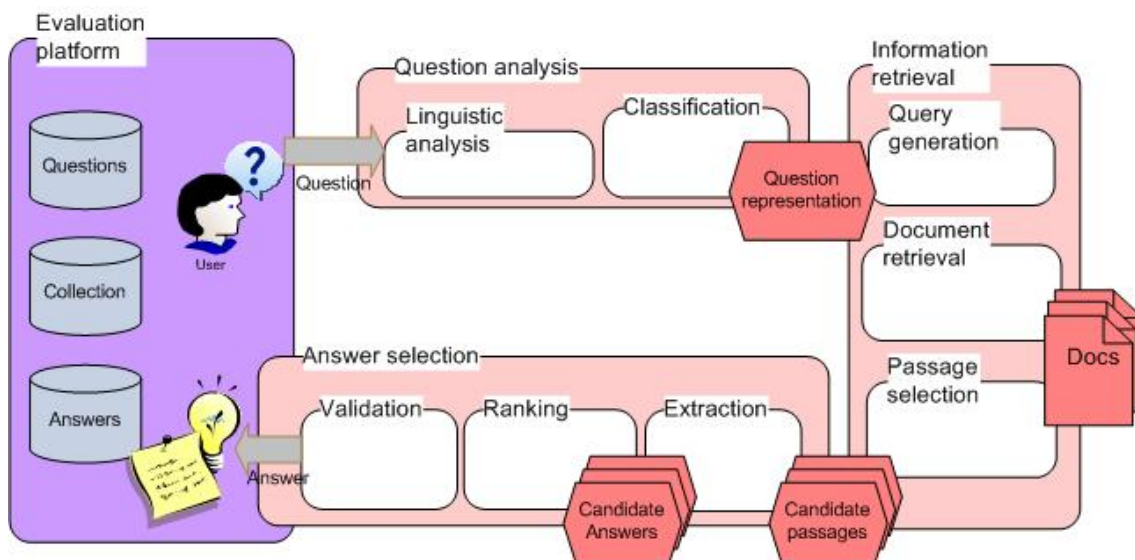 Evaluation
platform
Questions
Collection
Answers
User
Question
Question analysis
Linguistic
analysis
Classification
Question
representation
Information
retrieval
Query
generation
Document
retrieval
Passage
selection
Docs
Answer selection
Validation
Ranking
Extraction
Answer
Candidate
Answers
Candidate
passages